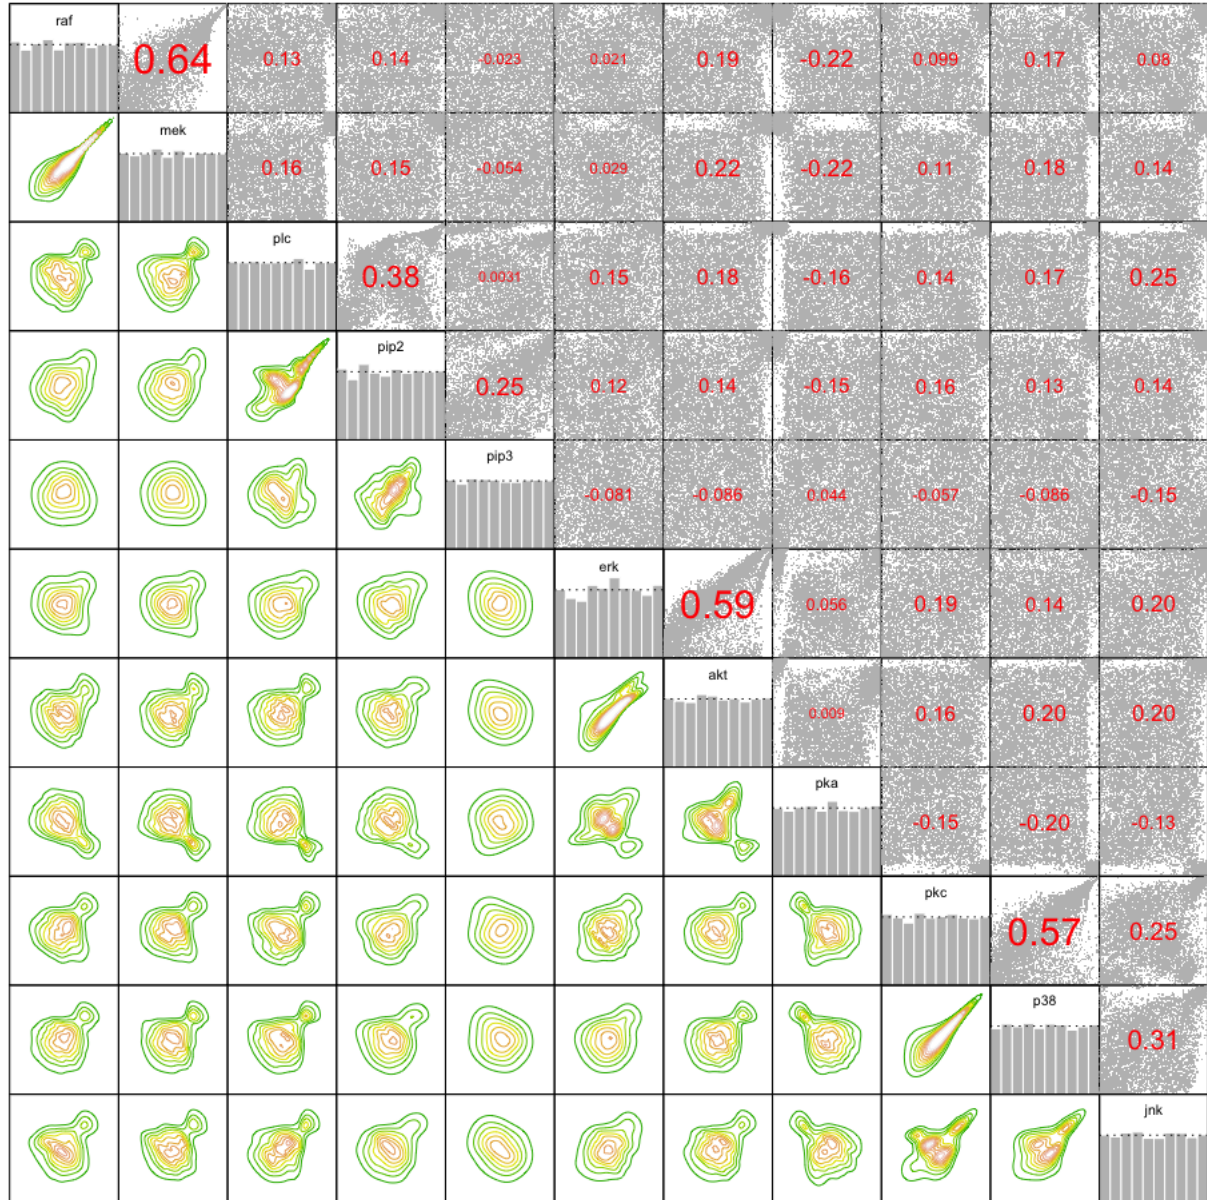 raf
0.64 0.13 0.14 -0.023 0.021 0.19 -0.22 0.099 0.17 0.08
mek
0.16 0.15 -0.054 0.029 0.22 -0.22 0.11 0.18 0.14
plc
0.38 0.0031 0.15 0.18 -0.16 0.14 0.17 0.25
pip2
0.25 0.12 0.14 -0.15 0.16 0.13 0.14
pip3
-0.081 -0.086 0.044 -0.057 -0.086 -0.15
erk
0.59 0.056 0.19 0.14 0.20
akt
0.009 0.16 0.20 0.20
pka
-0.15 -0.20 -0.13
pkc
0.57 0.25
p38
0.31
jnk